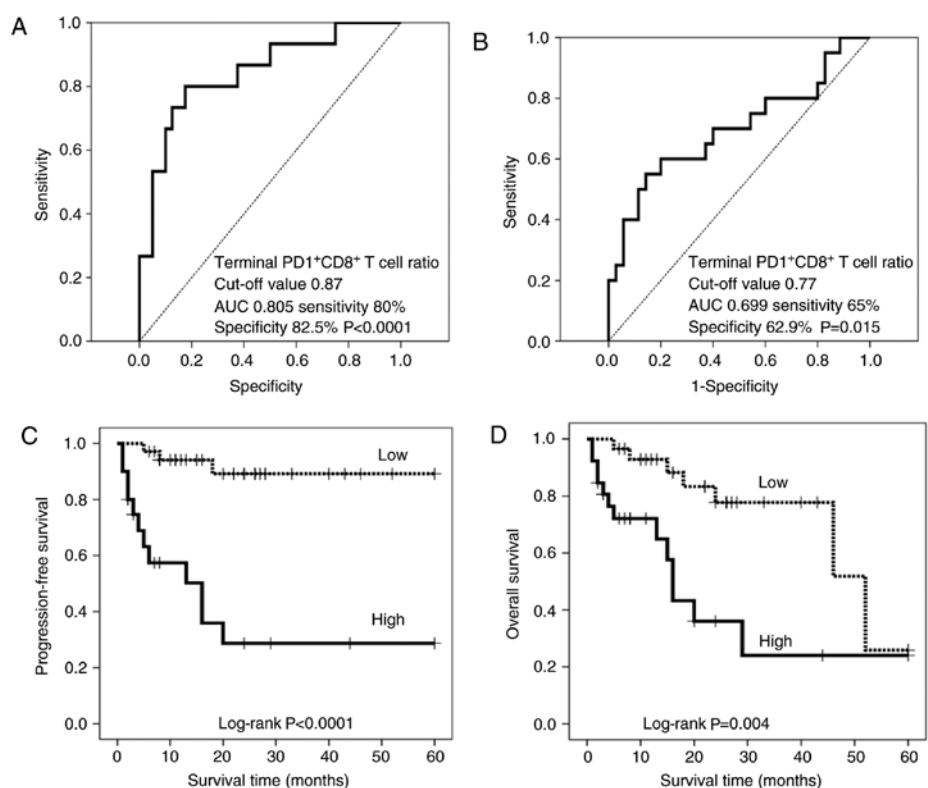 A
1.0
0.8
0.6
0.4
0.2
0.0
Sensitivity
Terminal PD1⁺CD8⁺ T cell ratio
Cut-off value 0.87
AUC 0.805 sensitivity 80%
Specificity 82.5% P<0.0001
0.0 0.2 0.4 0.6 0.8 1.0
Specificity
B
1.0
0.8
0.6
0.4
0.2
0.0
Sensitivity
Terminal PD1⁺CD8⁺ T cell ratio
Cut-off value 0.77
AUC 0.699 sensitivity 65%
Specificity 62.9% P=0.015
0.0 0.2 0.4 0.6 0.8 1.0
1-Specificity
C
1.0
0.8
0.6
0.4
0.2
0.0
Progression-free survival
Low
High
Log-rank P<0.0001
0 10 20 30 40 50 60
Survival time (months)
D
1.0
0.8
0.6
0.4
0.2
0.0
Overall survival
Low
High
Log-rank P=0.004
0 10 20 30 40 50 60
Survival time (months)